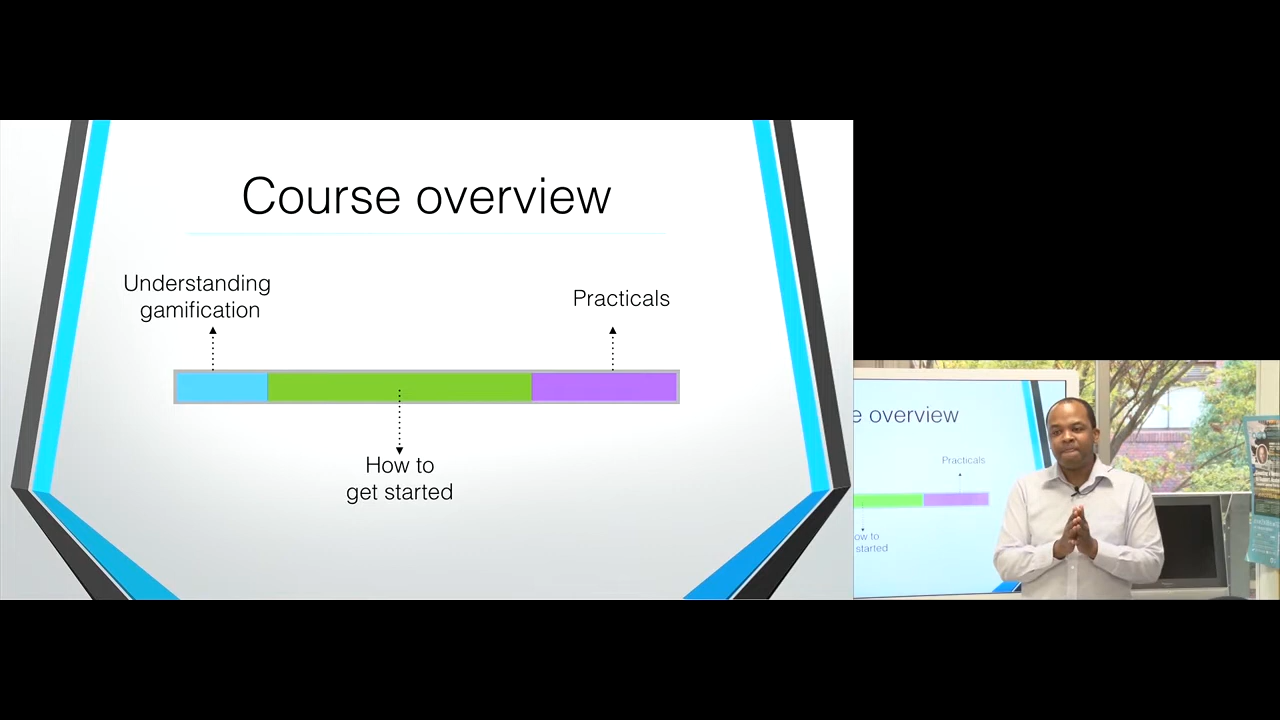 Course overview
Understanding
gamification
Practicals
How to
get started
e overview
Practicals
ow to
started